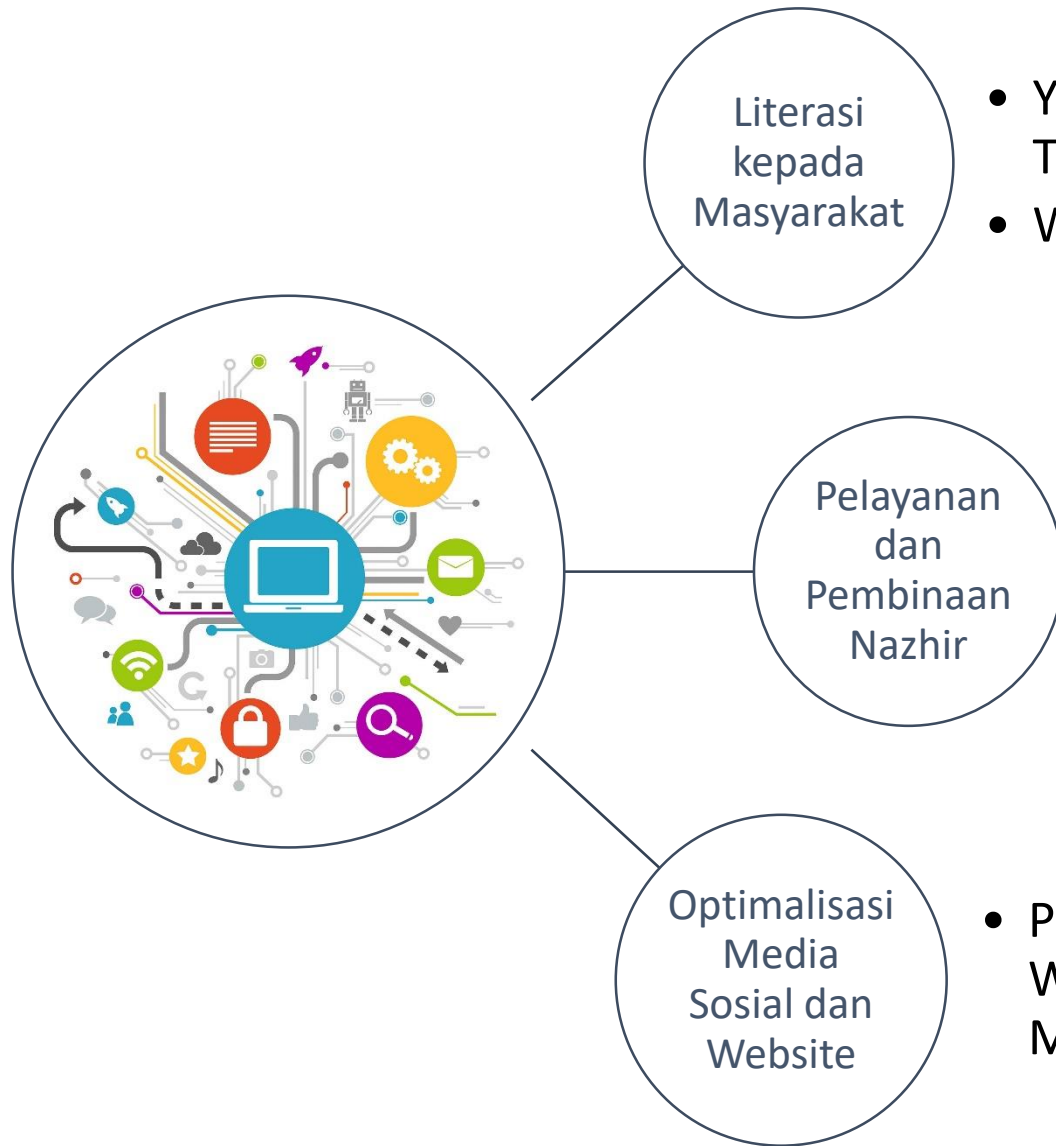 Literasi
kepada
Masyarakat
Pelayanan
dan
Pembinaan
Nazhir
Optimalisasi
Media
Sosial dan
Website